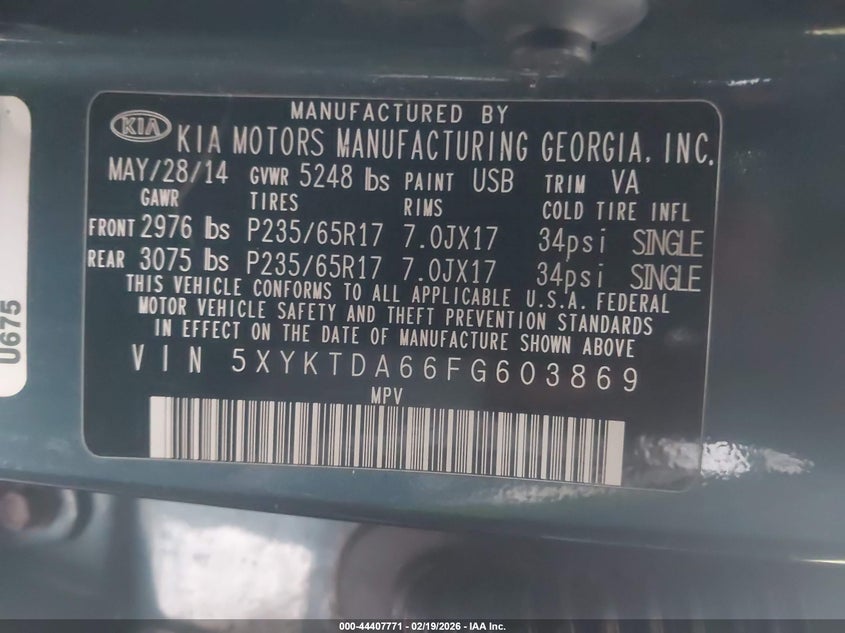 MANUFACTURED BY
KIA KIA MOTORS MANUFACTURING GEORGIA, INC.
MAY/28/14 GVWR 5248 lbs PAINT USB TRIM VA
GAWR TIRES RIMS COLD TIRE INFL
FRONT 2976 lbs P235/65R17 7.0JX17 34psi SINGLE
REAR 3075 lbs P235/65R17 7.0JX17 34psi SINGLE
THIS VEHICLE CONFORMS TO ALL APPLICABLE U.S.A. FEDERAL
MOTOR VEHICLE SAFETY AND THEFT PREVENTION STANDARDS
IN EFFECT ON THE DATE OF MANUFACTURE SHOWN ABOVE
VIN 5XYKTDA66FG603869
MPV
U675
000-44407771 - 02/19/2026 - IAA Inc.